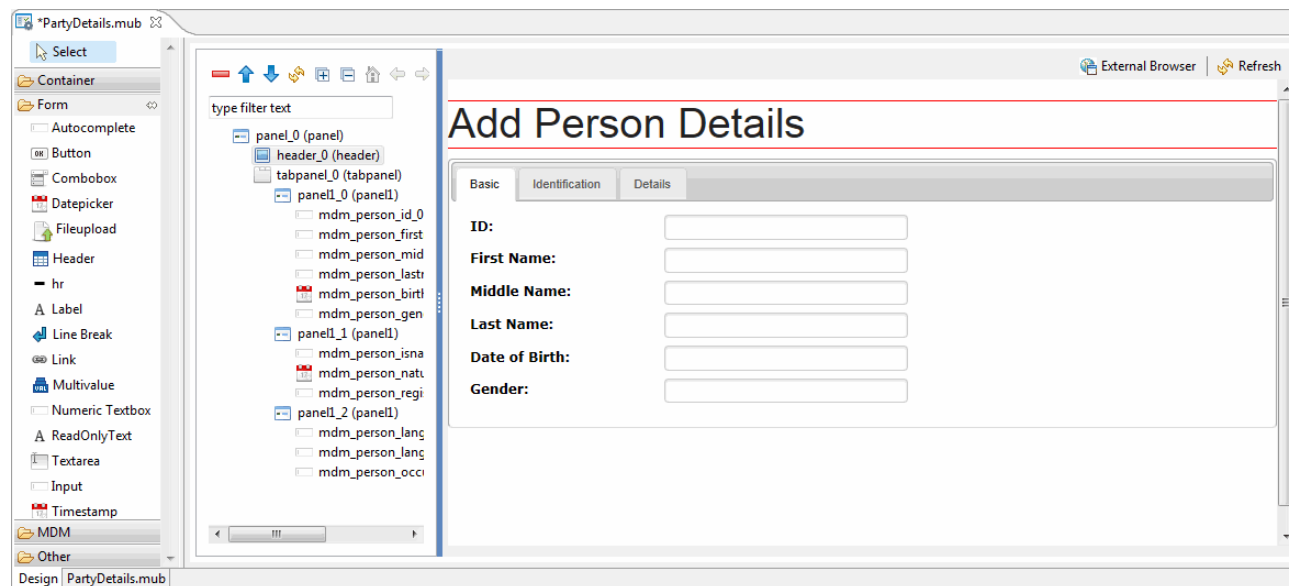 *PartyDetails.mub
Select
Container
Form
Autocomplete
Button
Combobox
Datepicker
Fileupload
Header
hr
A Label
Line Break
Link
Multivalue
Numeric Textbox
A ReadOnlyText
Textarea
Input
Timestamp
MDM
Other
Design
PartyDetails.mub
type filter text
panel_0 (panel)
header_0 (header)
tabpanel_0 (tabpanel)
panel1_0 (panel1)
mdm_person_id_0
mdm_person_first
mdm_person_mid
mdm_person_lastr
mdm_person_birth
mdm_person_gen
panel1_1 (panel1)
mdm_person_isna
mdm_person_natu
mdm_person_regi
panel1_2 (panel1)
mdm_person_lang
mdm_person_lang
mdm_person_occu
External Browser
Refresh
Add Person Details
Basic
Identification
Details
ID:
First Name:
Middle Name:
Last Name:
Date of Birth:
Gender: